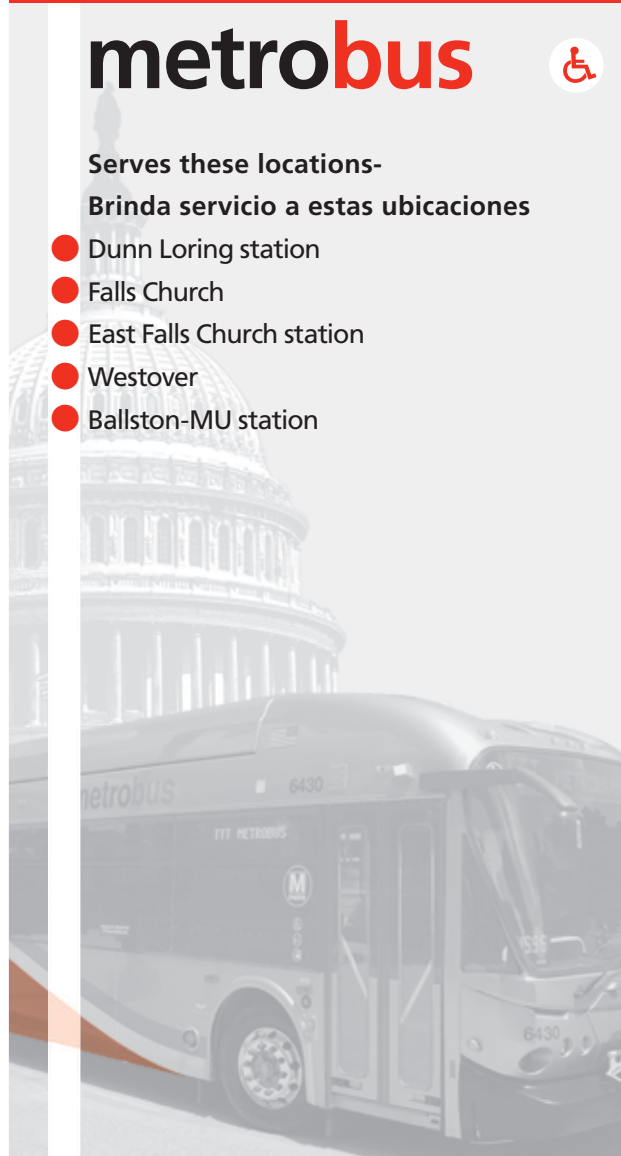 metrobus
Serves these locations-
Brinda servicio a estas ubicaciones
Dunn Loring station
Falls Church
East Falls Church station
Westover
Ballston-MU station
metrobus
6430
TTT METROBUS
M
6430